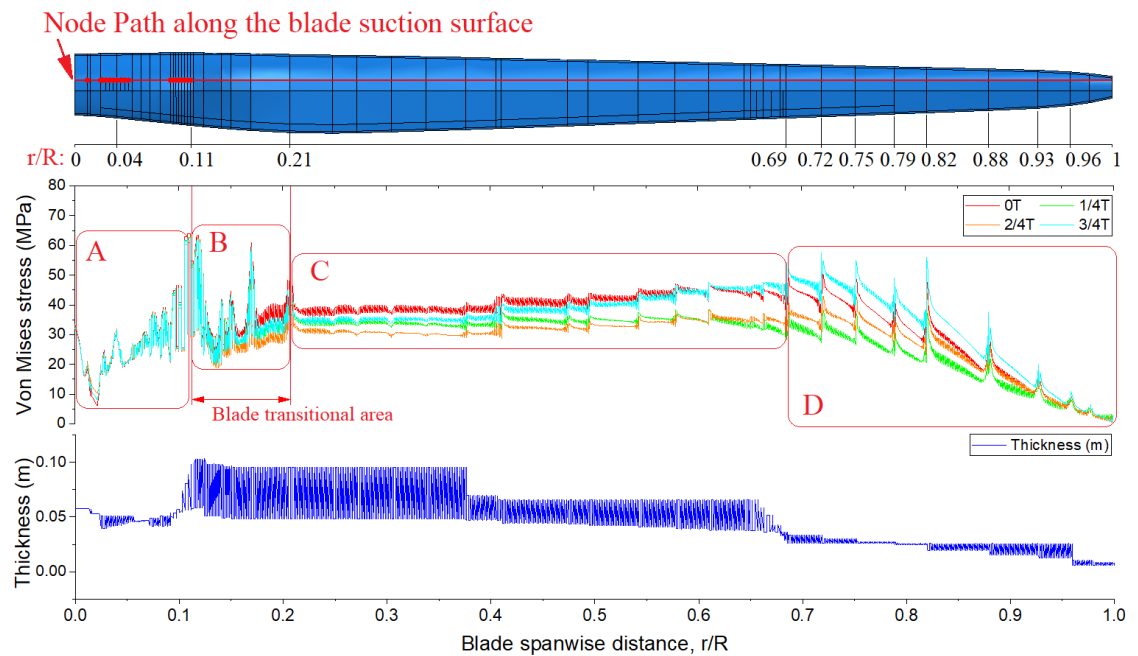 Node Path along the blade suction surface
r/R: 0 0.04 0.11 0.21 0.69 0.72 0.75 0.79 0.82 0.88 0.93 0.96 1
Von Mises stress (MPa)
80
70
60
50
40
30
20
10
0
0T 1/4T
2/4T 3/4T
A
B
C
D
Blade transitional area
Thickness (m)
0.10
0.05
0.00
Thickness (m)
0.0 0.1 0.2 0.3 0.4 0.5 0.6 0.7 0.8 0.9 1.0
Blade spanwise distance, r/R